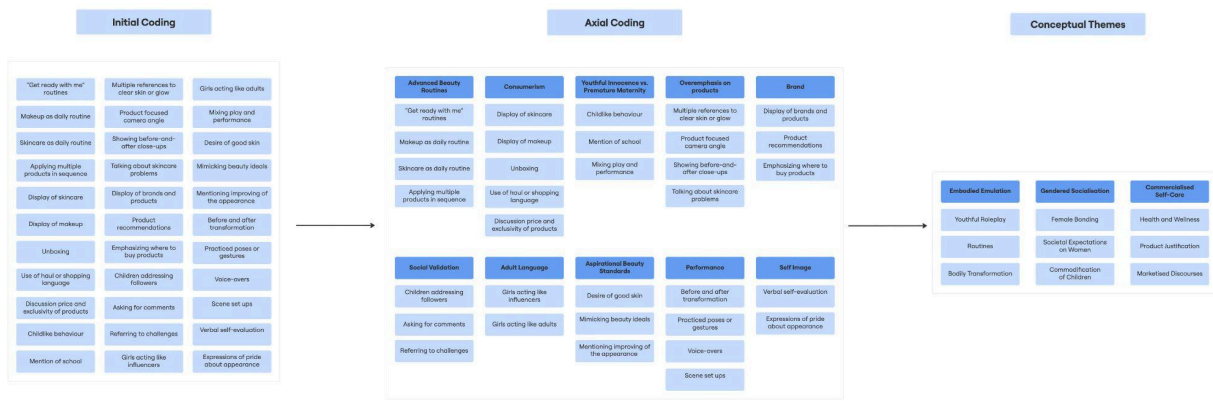 Initial Coding
"Get ready with me"
routines
Multiple references to
clear skin or glow
Girls acting like adults
Makeup as daily routine
Product focused
camera angle
Mixing play and
performance
Skincare as daily routine
Showing before-and-
after close-ups
Desire of good skin
Applying multiple
products in sequence
Talking about skincare
problems
Mimicking beauty ideals
Display of skincare
Display of brands and
products
Mentioning improving of
the appearance
Display of makeup
Product
recommendations
Before and after
transformation
Unboxing
Emphasizing where to
buy products
Practiced poses or
gestures
Use of haul or shopping
language
Children addressing
followers
Voice-overs
Discussion price and
exclusivity of products
Asking for comments
Scene set ups
Childlike behaviour
Referring to challenges
Verbal self-evaluation
Mention of school
Girls acting like
influencers
Expressions of pride
about appearance
Axial Coding
Advanced Beauty
Routines
"Get ready with me"
routines
Makeup as daily routine
Skincare as daily routine
Applying multiple
products in sequence
Consumerism
Display of skincare
Display of makeup
Unboxing
Use of haul or shopping
language
Discussion price and
exclusivity of products
Youthful Innocence vs.
Premature Maternity
Childlike behaviour
Mention of school
Mixing play and
performance
Overemphasis on
products
Multiple references to
clear skin or glow
Product focused
camera angle
Showing before-and-
after close-ups
Talking about skincare
problems
Brand
Display of brands and
products
Product
recommendations
Emphasizing where to
buy products
Social Validation
Children addressing
followers
Asking for comments
Referring to challenges
Adult Language
Girls acting like
influencers
Girls acting like adults
Aspirational Beauty
Standards
Desire of good skin
Mimicking beauty ideals
Mentioning improving of
the appearance
Performance
Before and after
transformation
Practiced poses or
gestures
Voice-overs
Scene set ups
Self Image
Verbal self-evaluation
Expressions of pride
about appearance
Conceptual Themes
Embodied Emulation
Youthful Roleplay
Routines
Bodily Transformation
Gendered Socialisation
Female Bonding
Societal Expectations
on Women
Commodification
of Children
Commercialised
Self-Care
Health and Wellness
Product Justification
Marketised Discourses